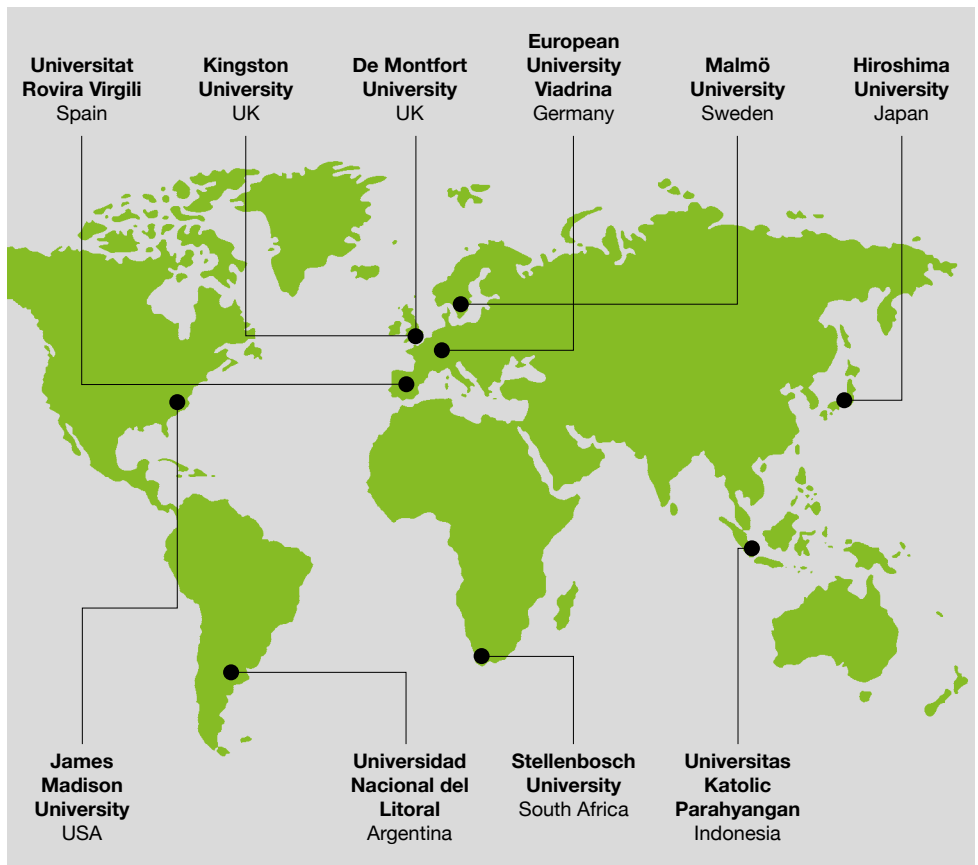 Universitat
Rovira Virgili
Spain
Kingston
University
UK
De Montfort
University
UK
European
University
Viadrina
Germany
Malmö
University
Sweden
Hiroshima
University
Japan
James
Madison
University
USA
Universidad
Nacional del
Litoral
Argentina
Stellenbosch
University
South Africa
Universitas
Katolic
Parahyangan
Indonesia